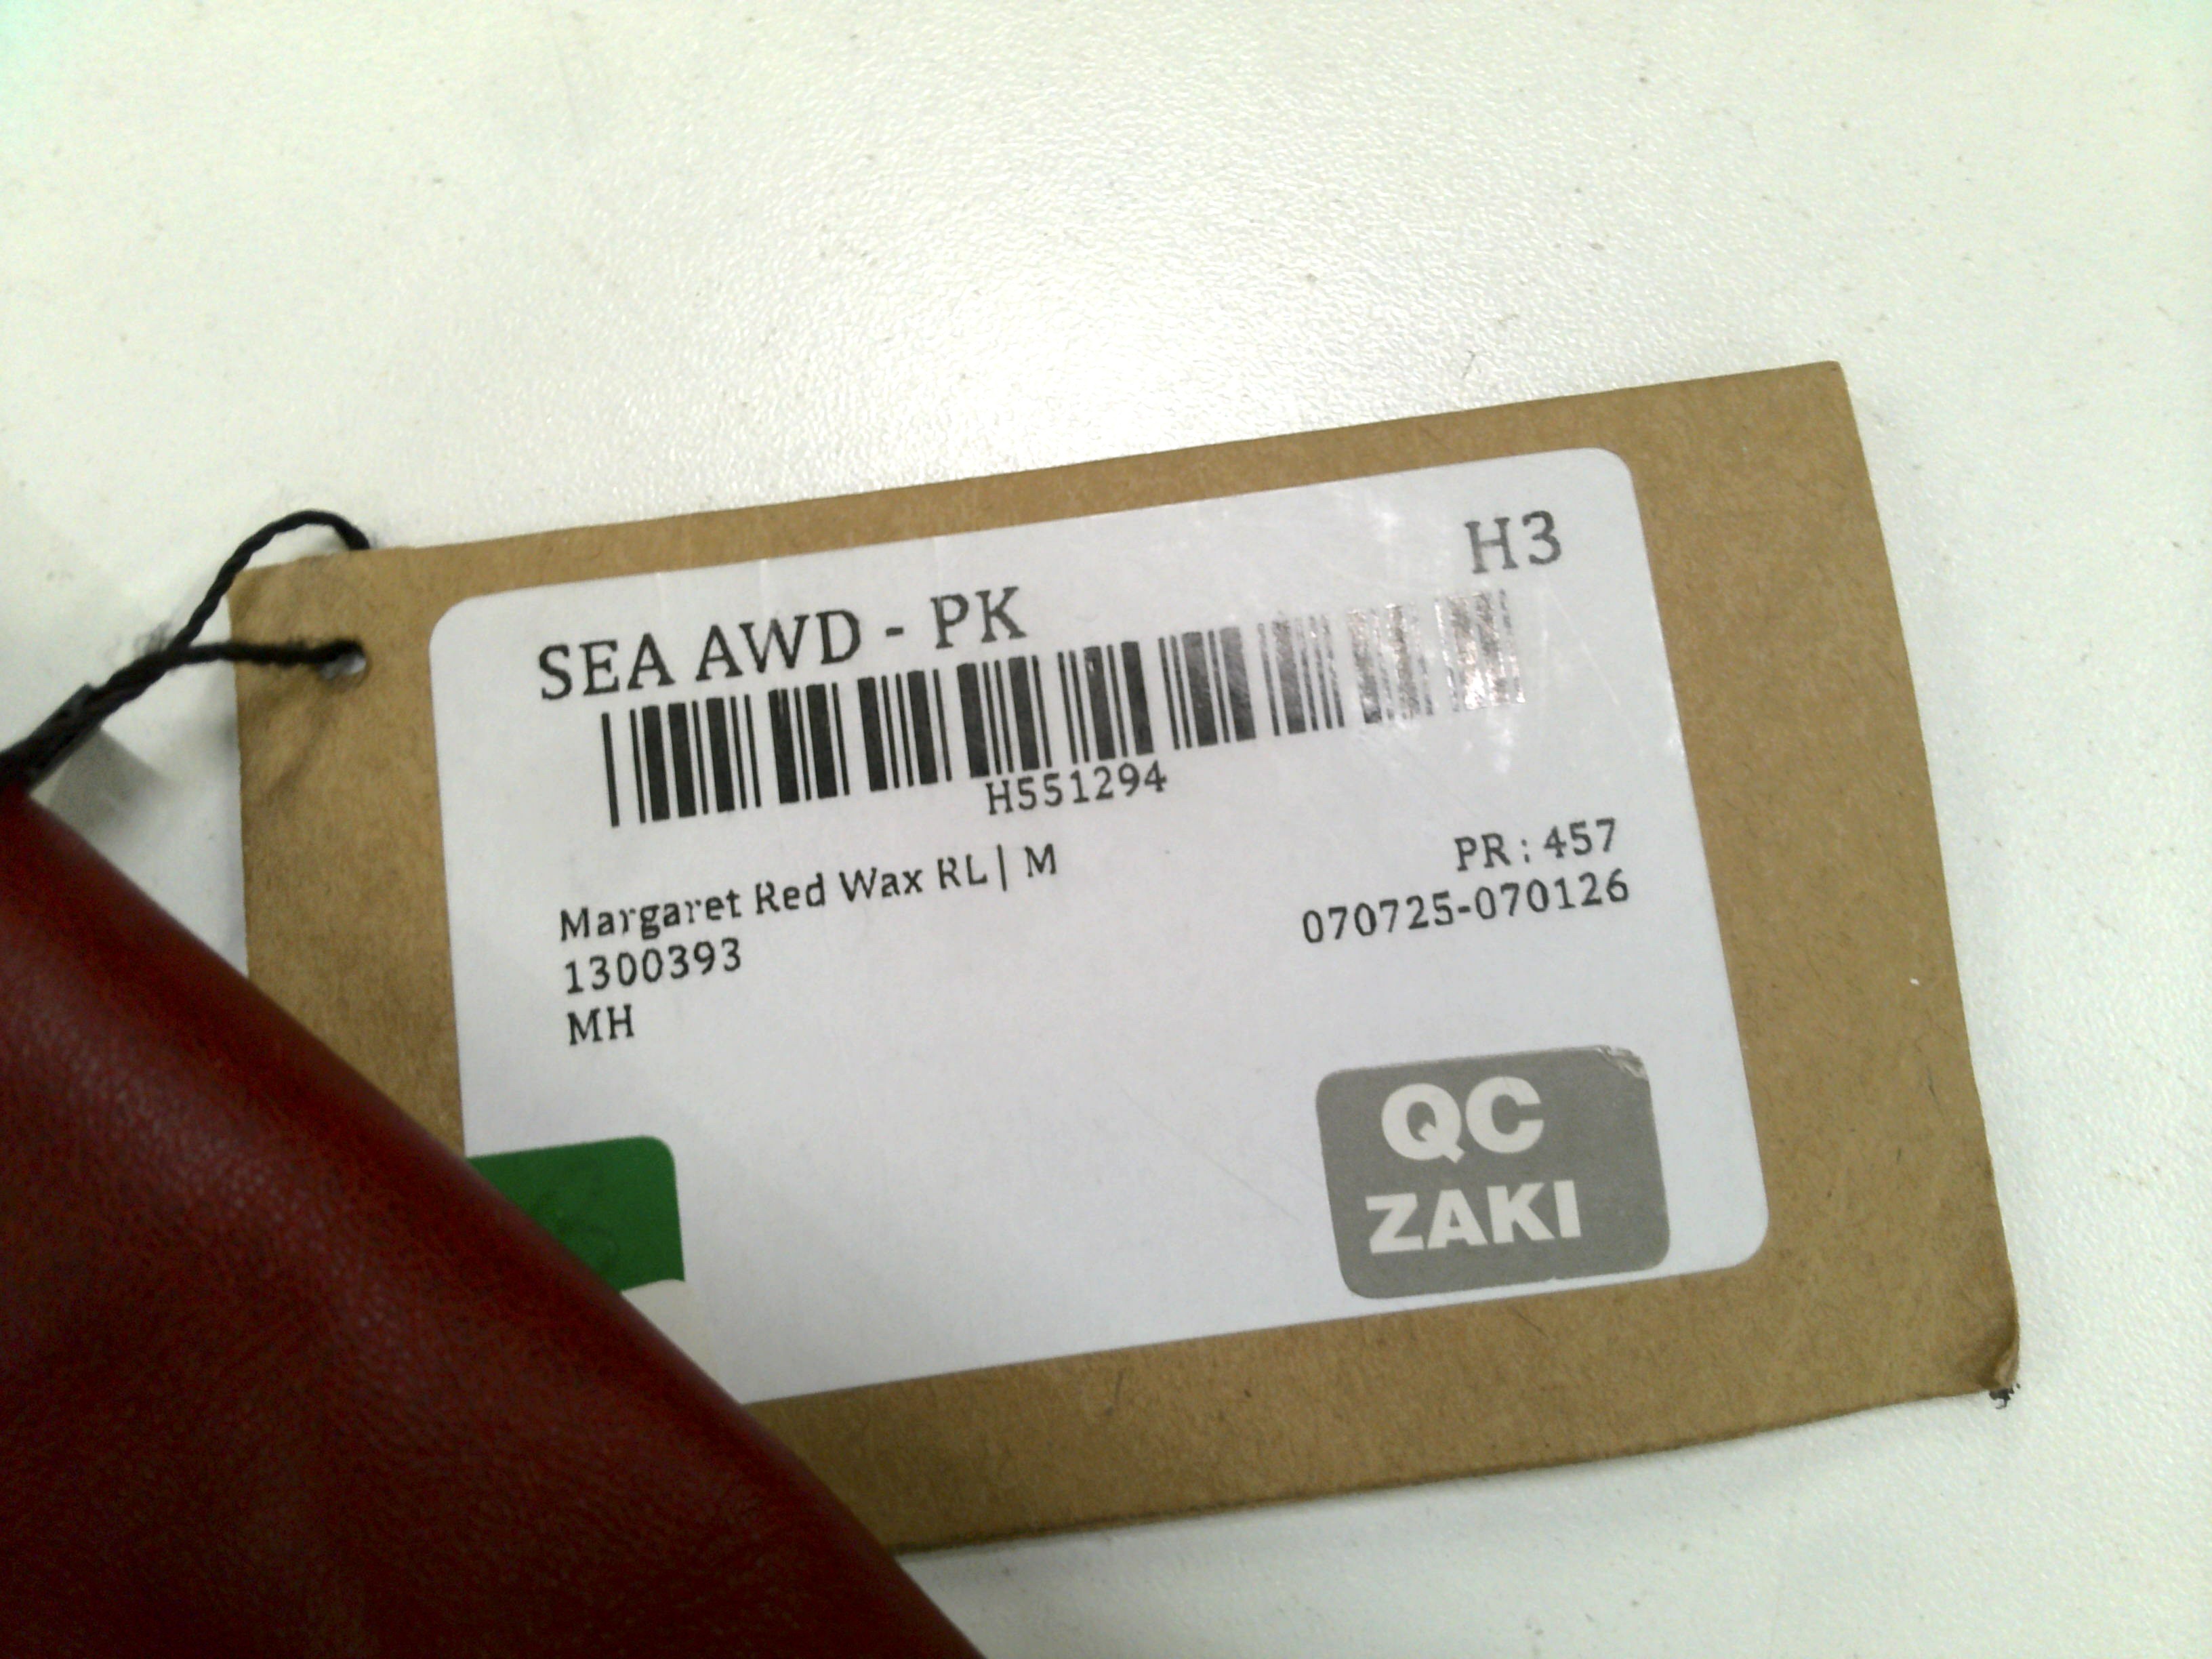 H3
SEA AWD - PK
H551294
Margaret Red Wax RL | M
PR : 457
1300393
070725-070126
MH
QC
ZAKI